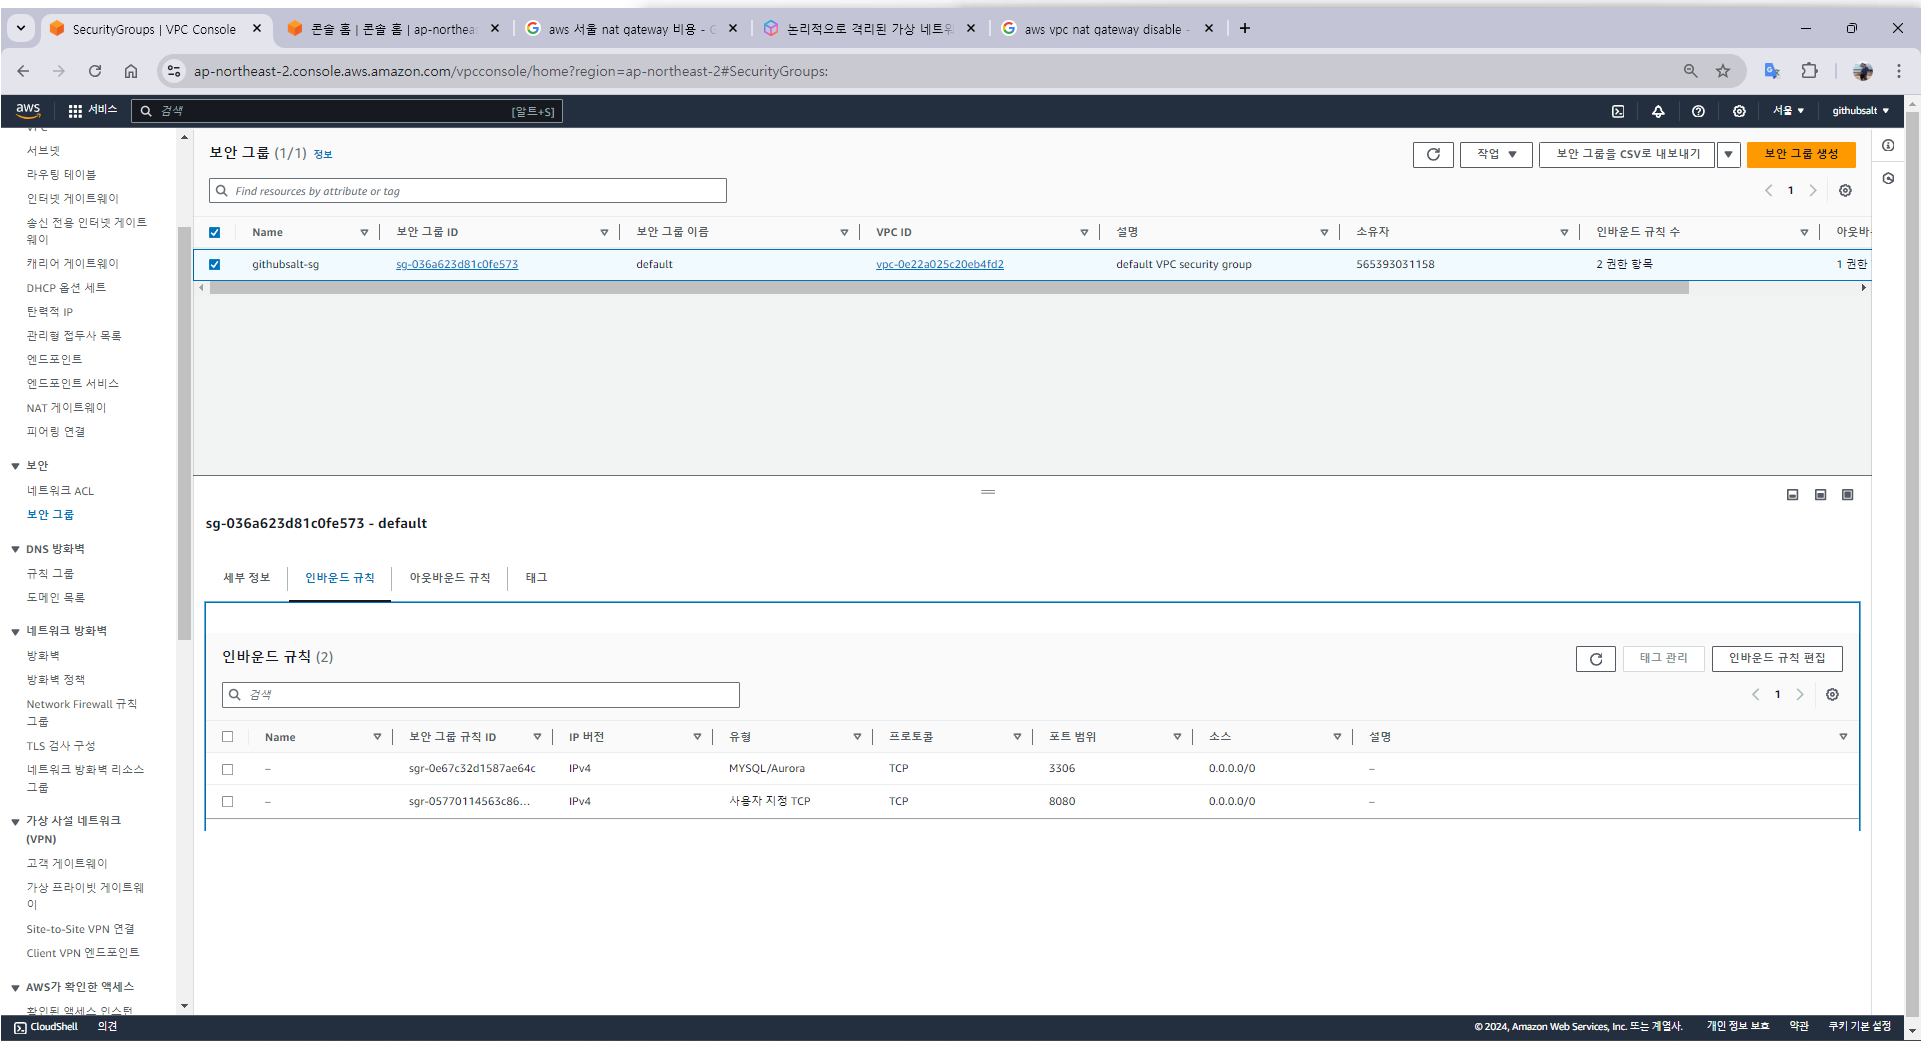 SecurityGroups | VPC Console
콘솔 홈 | 콘솔 홈 | ap-northea
aws 서울 nat gateway 비용 - G
논리적으로 격리된 가상 네트워
aws vpc nat gateway disable -
ap-northeast-2.console.aws.amazon.com/vpcconsole/home?region=ap-northeast-2#SecurityGroups:
aws
서비스
검색
[알트+S]
서울
githubsalt
VPC
서브넷
라우팅 테이블
인터넷 게이트웨이
송신 전용 인터넷 게이트
웨이
캐리어 게이트웨이
DHCP 옵션 세트
탄력적 IP
관리형 접두사 목록
엔드포인트
엔드포인트 서비스
NAT 게이트웨이
피어링 연결
보안
네트워크 ACL
보안 그룹
DNS 방화벽
규칙 그룹
도메인 목록
네트워크 방화벽
방화벽
방화벽 정책
Network Firewall 규칙
그룹
TLS 검사 구성
네트워크 방화벽 리소스
그룹
가상 사설 네트워크
(VPN)
고객 게이트웨이
가상 프라이빗 게이트웨
이
Site-to-Site VPN 연결
Client VPN 엔드포인트
AWS가 확인한 액세스
확인된 액세스 인스턴
보안 그룹 (1/1) 정보
작업
보안 그룹을 CSV로 내보내기
보안 그룹 생성
Find resources by attribute or tag
1
Name 보안 그룹 ID 보안 그룹 이름 VPC ID 설명 소유자 인바운드 규칙 수 아웃바
githubsalt-sg sg-036a623d81c0fe573 default vpc-0e22a025c20eb4fd2 default VPC security group 565393031158 2 권한 항목 1 권한
sg-036a623d81c0fe573 - default
세부 정보 인바운드 규칙 아웃바운드 규칙 태그
인바운드 규칙 (2)
태그 관리
인바운드 규칙 편집
검색
1
Name 보안 그룹 규칙 ID IP 버전 유형 프로토콜 포트 범위 소스 설명
– sgr-0e67c32d1587ae64c IPv4 MYSQL/Aurora TCP 3306 0.0.0.0/0 –
– sgr-05770114563c86... IPv4 사용자 지정 TCP TCP 8080 0.0.0.0/0 –
CloudShell 의견
© 2024, Amazon Web Services, Inc. 또는 계열사. 개인 정보 보호 약관 쿠키 기본 설정